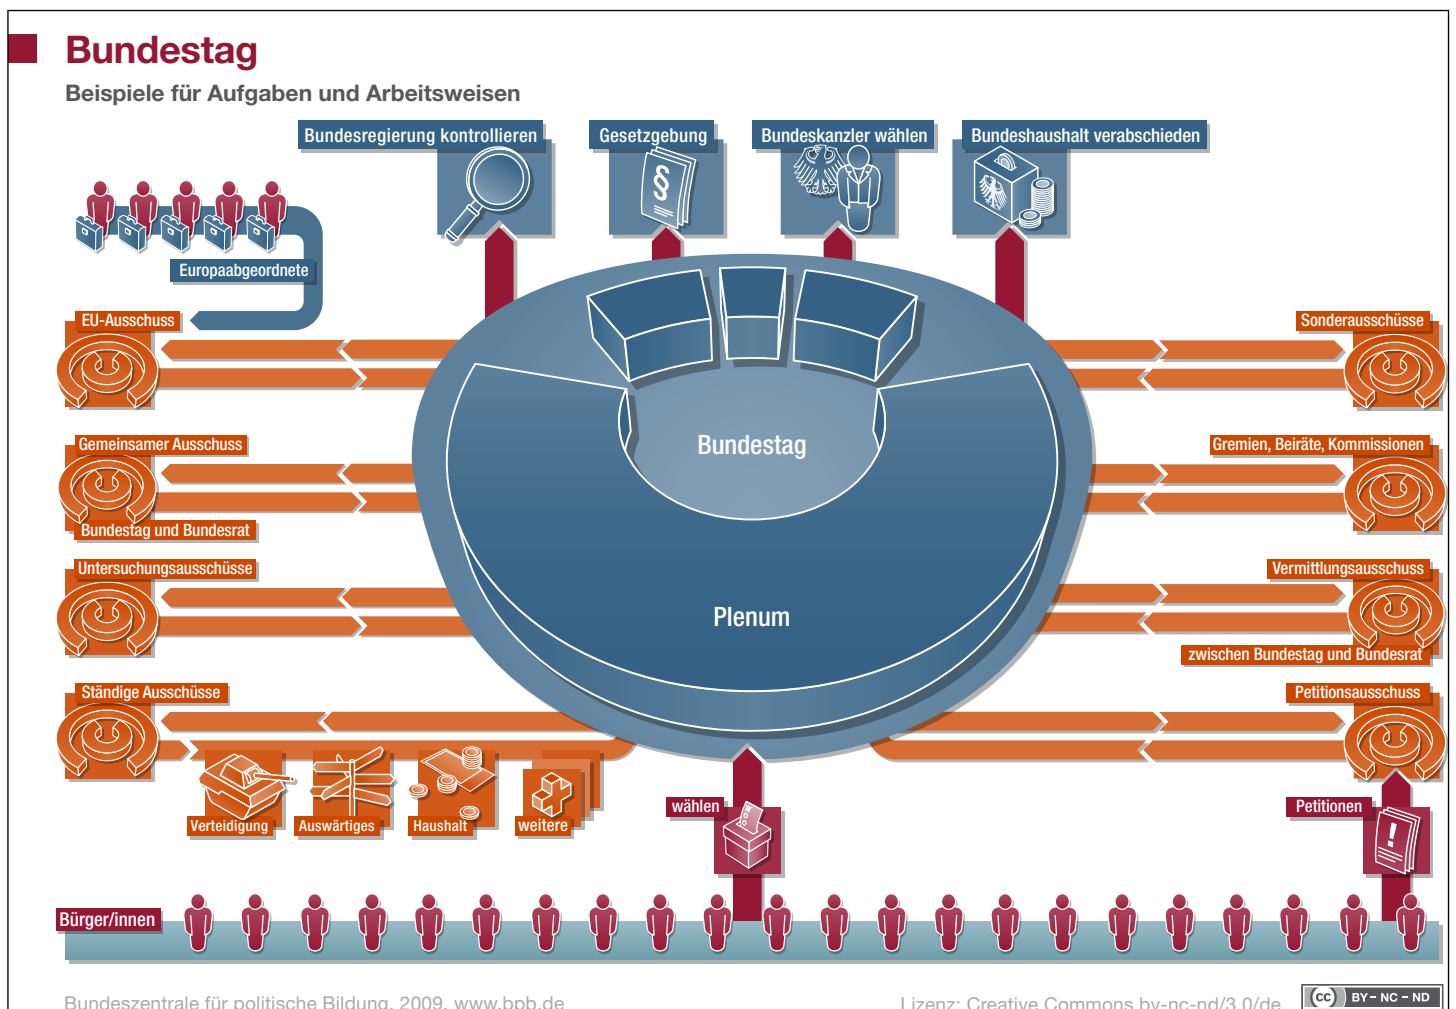 Bundestag
Beispiele für Aufgaben und Arbeitsweisen
Bundesregierung kontrollieren
Gesetzgebung
Bundeskanzler wählen
Bundeshaushalt verabschieden
§
Europaabgeordnete
EU-Ausschuss
Sonderausschüsse
Gemeinsamer Ausschuss
Bundestag und Bundesrat
Gremien, Beiräte, Kommissionen
Bundestag
Untersuchungsausschüsse
Vermittlungsausschuss
zwischen Bundestag und Bundesrat
Plenum
Ständige Ausschüsse
Petitionsausschuss
Verteidigung
Auswärtiges
Haushalt
weitere
wählen
Petitionen
!
Bürger/innen
Bundeszentrale für politische Bildung, 2009, www.bpb.de
Lizenz: Creative Commons by-nc-nd/3.0/de
cc BY - NC - ND